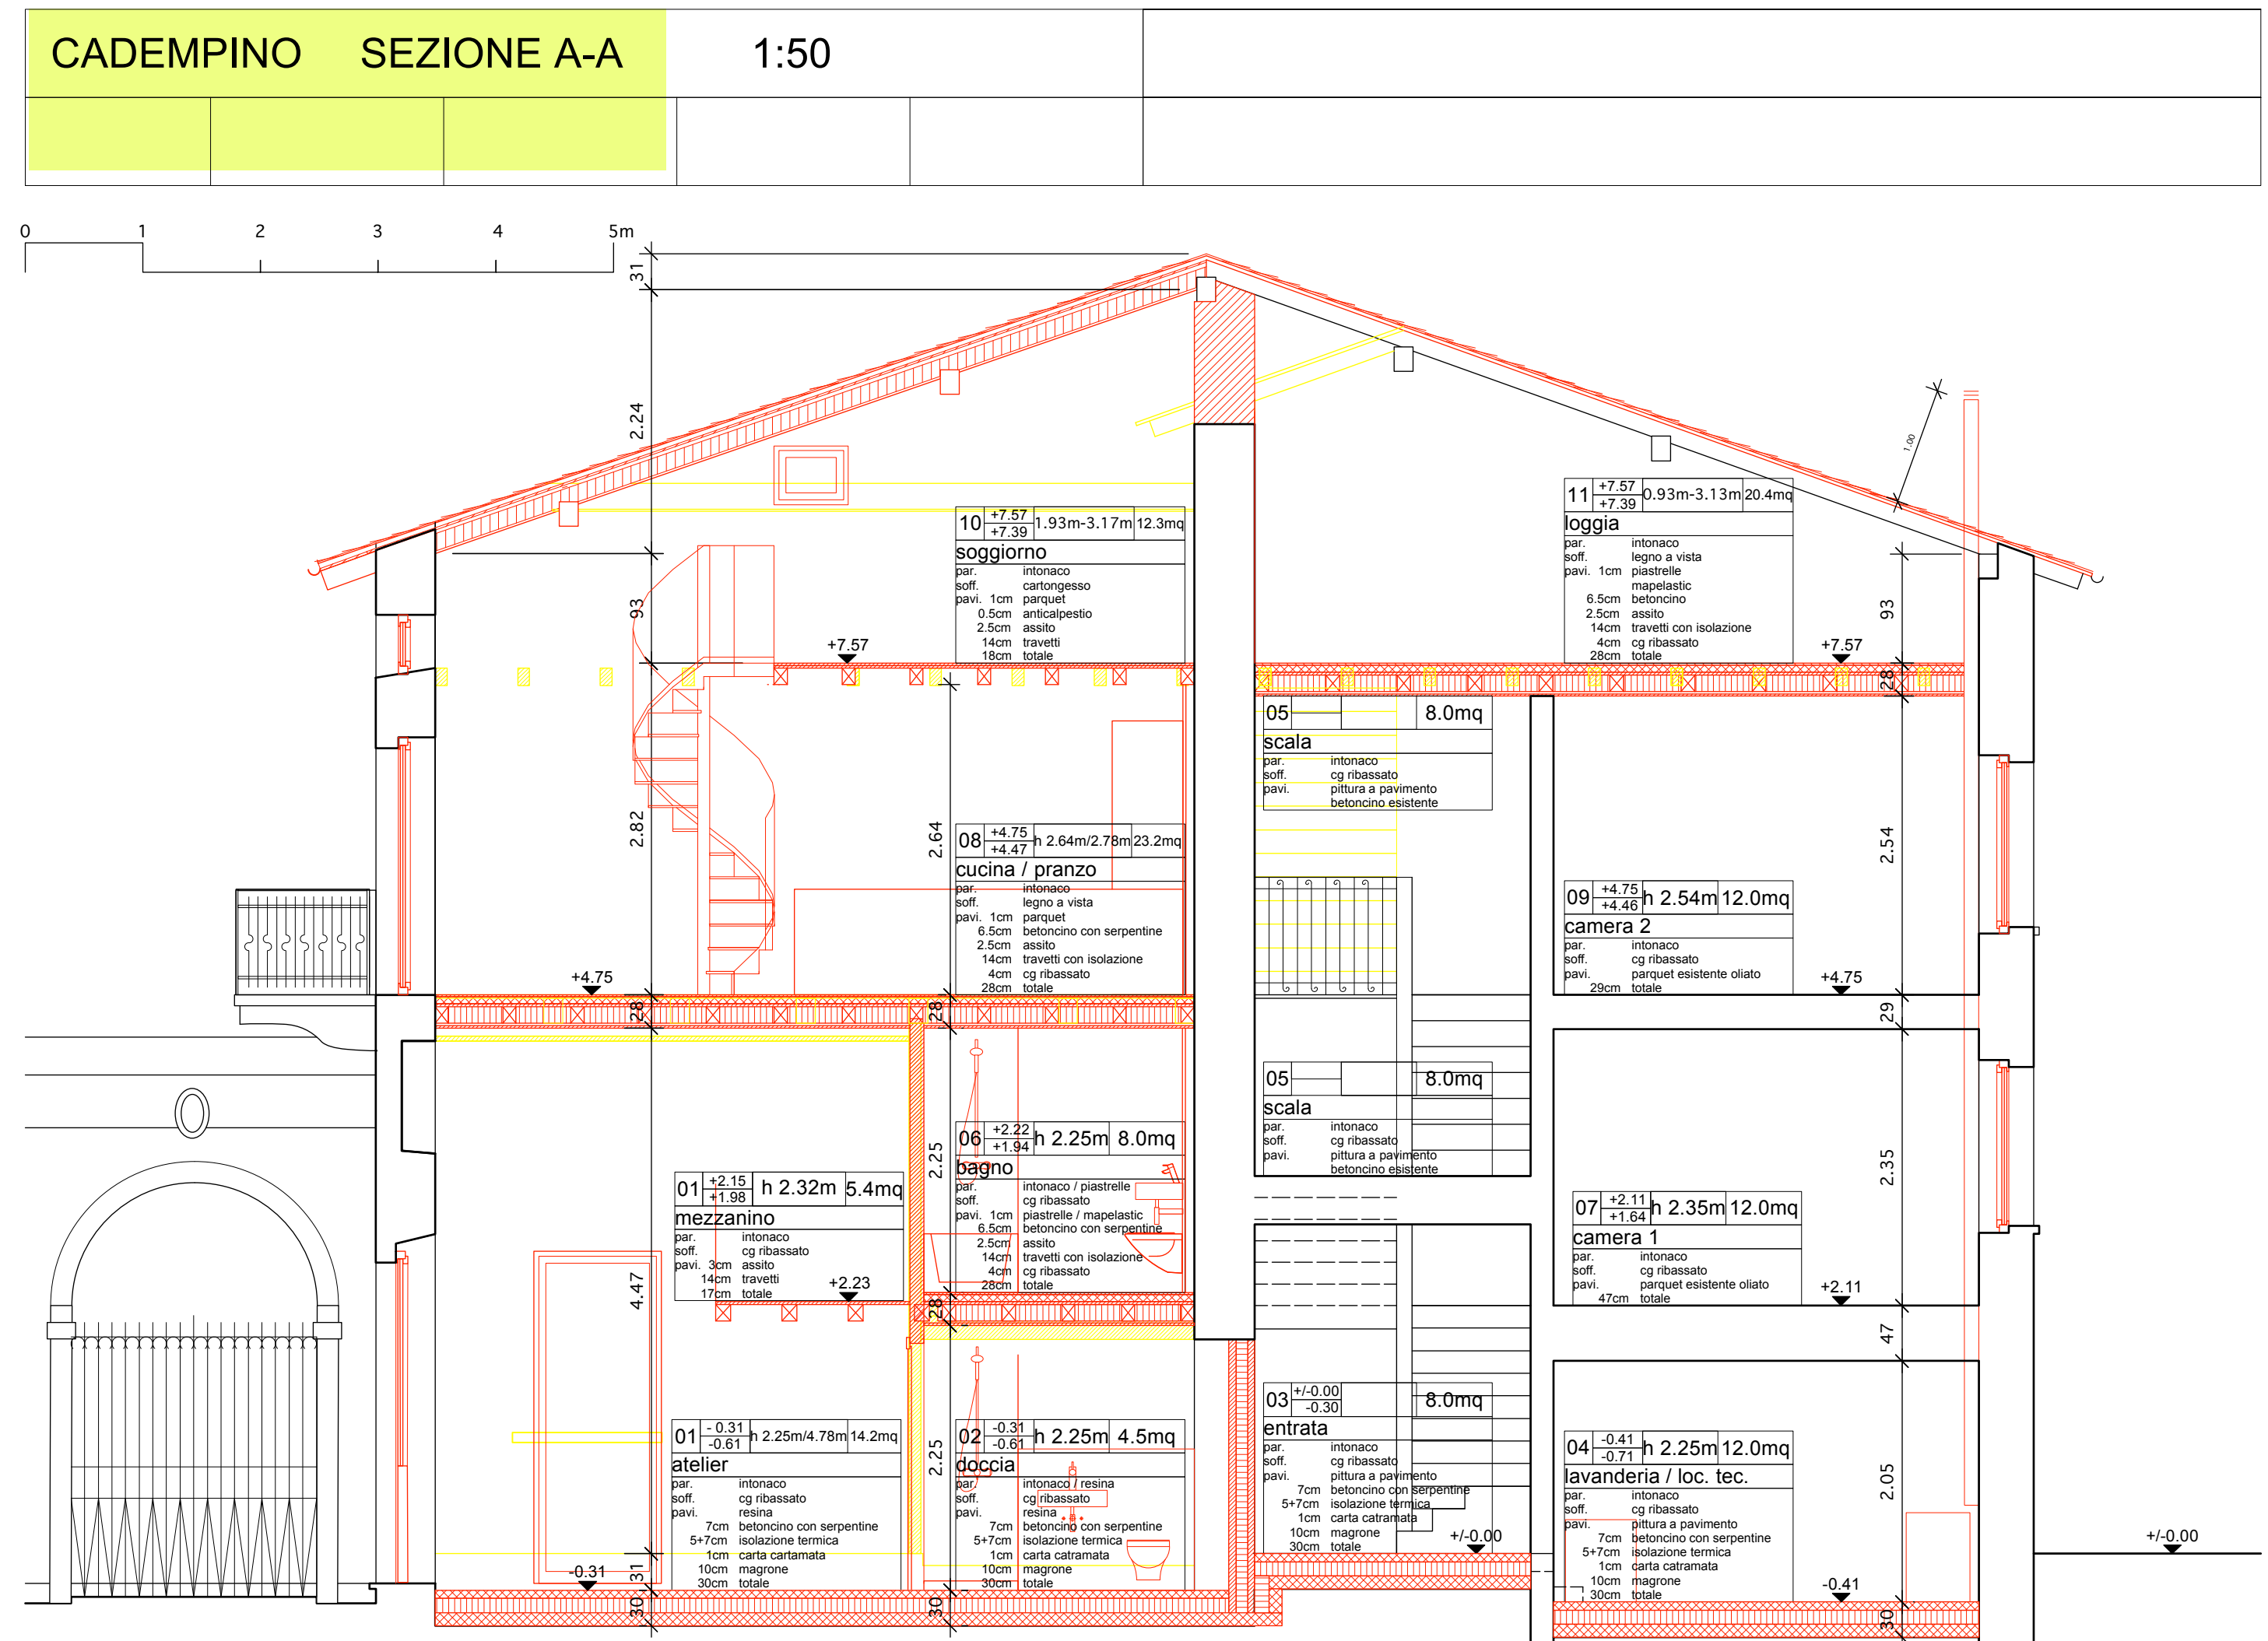 CADEMPINO SEZIONE A-A 1:50
0 1 2 3 4 5m
31
2.24
93
2.82
28
4.47
31
30
1.00
10 +7.57 +7.39 1.93m-3.17m 12.3mq
soggiorno
par. intonaco
soff. cartongesso
pavi. 1cm parquet
0.5cm anticalpestio
2.5cm assito
14cm travetti
18cm totale
11 +7.57 +7.39 0.93m-3.13m 20.4mq
loggia
par. intonaco
soff. legno a vista
pavi. 1cm piastrelle
mapelastic
6.5cm betoncino
2.5cm assito
14cm travetti con isolazione
4cm cg ribassato
28cm totale
+7.57
+7.57
93
28
2.54
29
2.35
47
2.05
30
05 8.0mq
scala
par. intonaco
soff. cg ribassato
pavi. pittura a pavimento
betoncino esistente
2.64
28
2.25
28
2.25
30
08 +4.75 +4.47 h 2.64m/2.78m 23.2mq
cucina / pranzo
par. intonaco
soff. legno a vista
pavi. 1cm parquet
6.5cm betoncino con serpentine
2.5cm assito
14cm travetti con isolazione
4cm cg ribassato
28cm totale
09 +4.75 +4.46 h 2.54m 12.0mq
camera 2
par. intonaco
soff. cg ribassato
pavi. parquet esistente oliato
29cm totale
+4.75
+4.75
05 8.0mq
scala
par. intonaco
soff. cg ribassato
pavi. pittura a pavimento
betoncino esistente
06 +2.22 +1.94 h 2.25m 8.0mq
bagno
par. intonaco / piastrelle
soff. cg ribassato
pavi. 1cm piastrelle / mapelastic
6.5cm betoncino con serpentine
2.5cm assito
14cm travetti con isolazione
4cm cg ribassato
28cm totale
01 +2.15 +1.98 h 2.32m 5.4mq
mezzanino
par. intonaco
soff. cg ribassato
pavi. 3cm assito
14cm travetti
17cm totale
+2.23
07 +2.11 +1.64 h 2.35m 12.0mq
camera 1
par. intonaco
soff. cg ribassato
pavi. parquet esistente oliato
47cm totale
+2.11
01 - 0.31 -0.61 h 2.25m/4.78m 14.2mq
atelier
par. intonaco
soff. cg ribassato
pavi. resina
7cm betoncino con serpentine
5+7cm isolazione termica
1cm carta cartamata
10cm magrone
30cm totale
-0.31
02 -0.31 -0.61 h 2.25m 4.5mq
doccia
par. intonaco / resina
soff. cg ribassato
pavi. resina
7cm betoncino con serpentine
5+7cm isolazione termica
1cm carta catramata
10cm magrone
30cm totale
03 +/-0.00 -0.30 8.0mq
entrata
par. intonaco
soff. cg ribassato
pavi. pittura a pavimento
7cm betoncino con serpentine
5+7cm isolazione termica
1cm carta catramata
10cm magrone
30cm totale
+/-0.00
04 -0.41 -0.71 h 2.25m 12.0mq
lavanderia / loc. tec.
par. intonaco
soff. cg ribassato
pavi. pittura a pavimento
7cm betoncino con serpentine
5+7cm isolazione termica
1cm carta catramata
10cm magrone
30cm totale
-0.41
+/-0.00